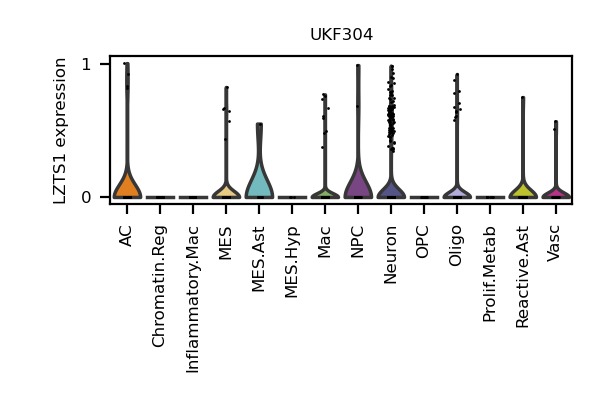 UKF304
LZTS1 expression
1
0
AC
Chromatin.Reg
Inflammatory.Mac
MES
MES.Ast
MES.Hyp
Mac
NPC
Neuron
OPC
Oligo
Prolif.Metab
Reactive.Ast
Vasc